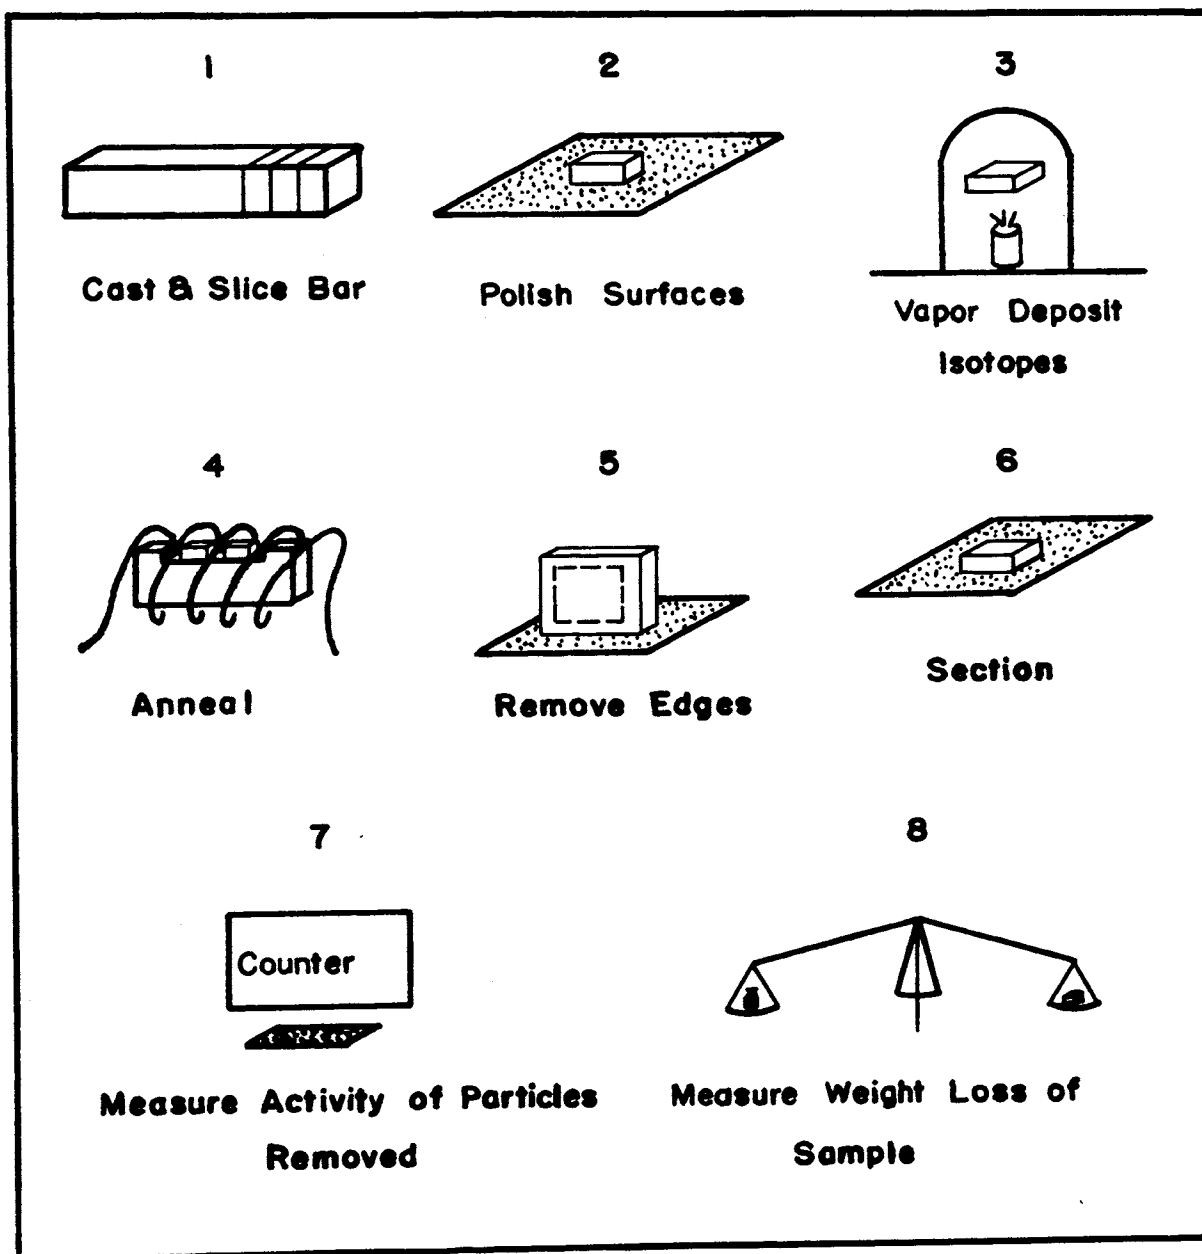 1
2
3
Cast & Slice Bar
Polish Surfaces
Vapor Deposit
Isotopes
4
5
6
Anneal
Remove Edges
Section
7
8
Counter
Measure Activity of Particles
Removed
Measure Weight Loss of
Sample